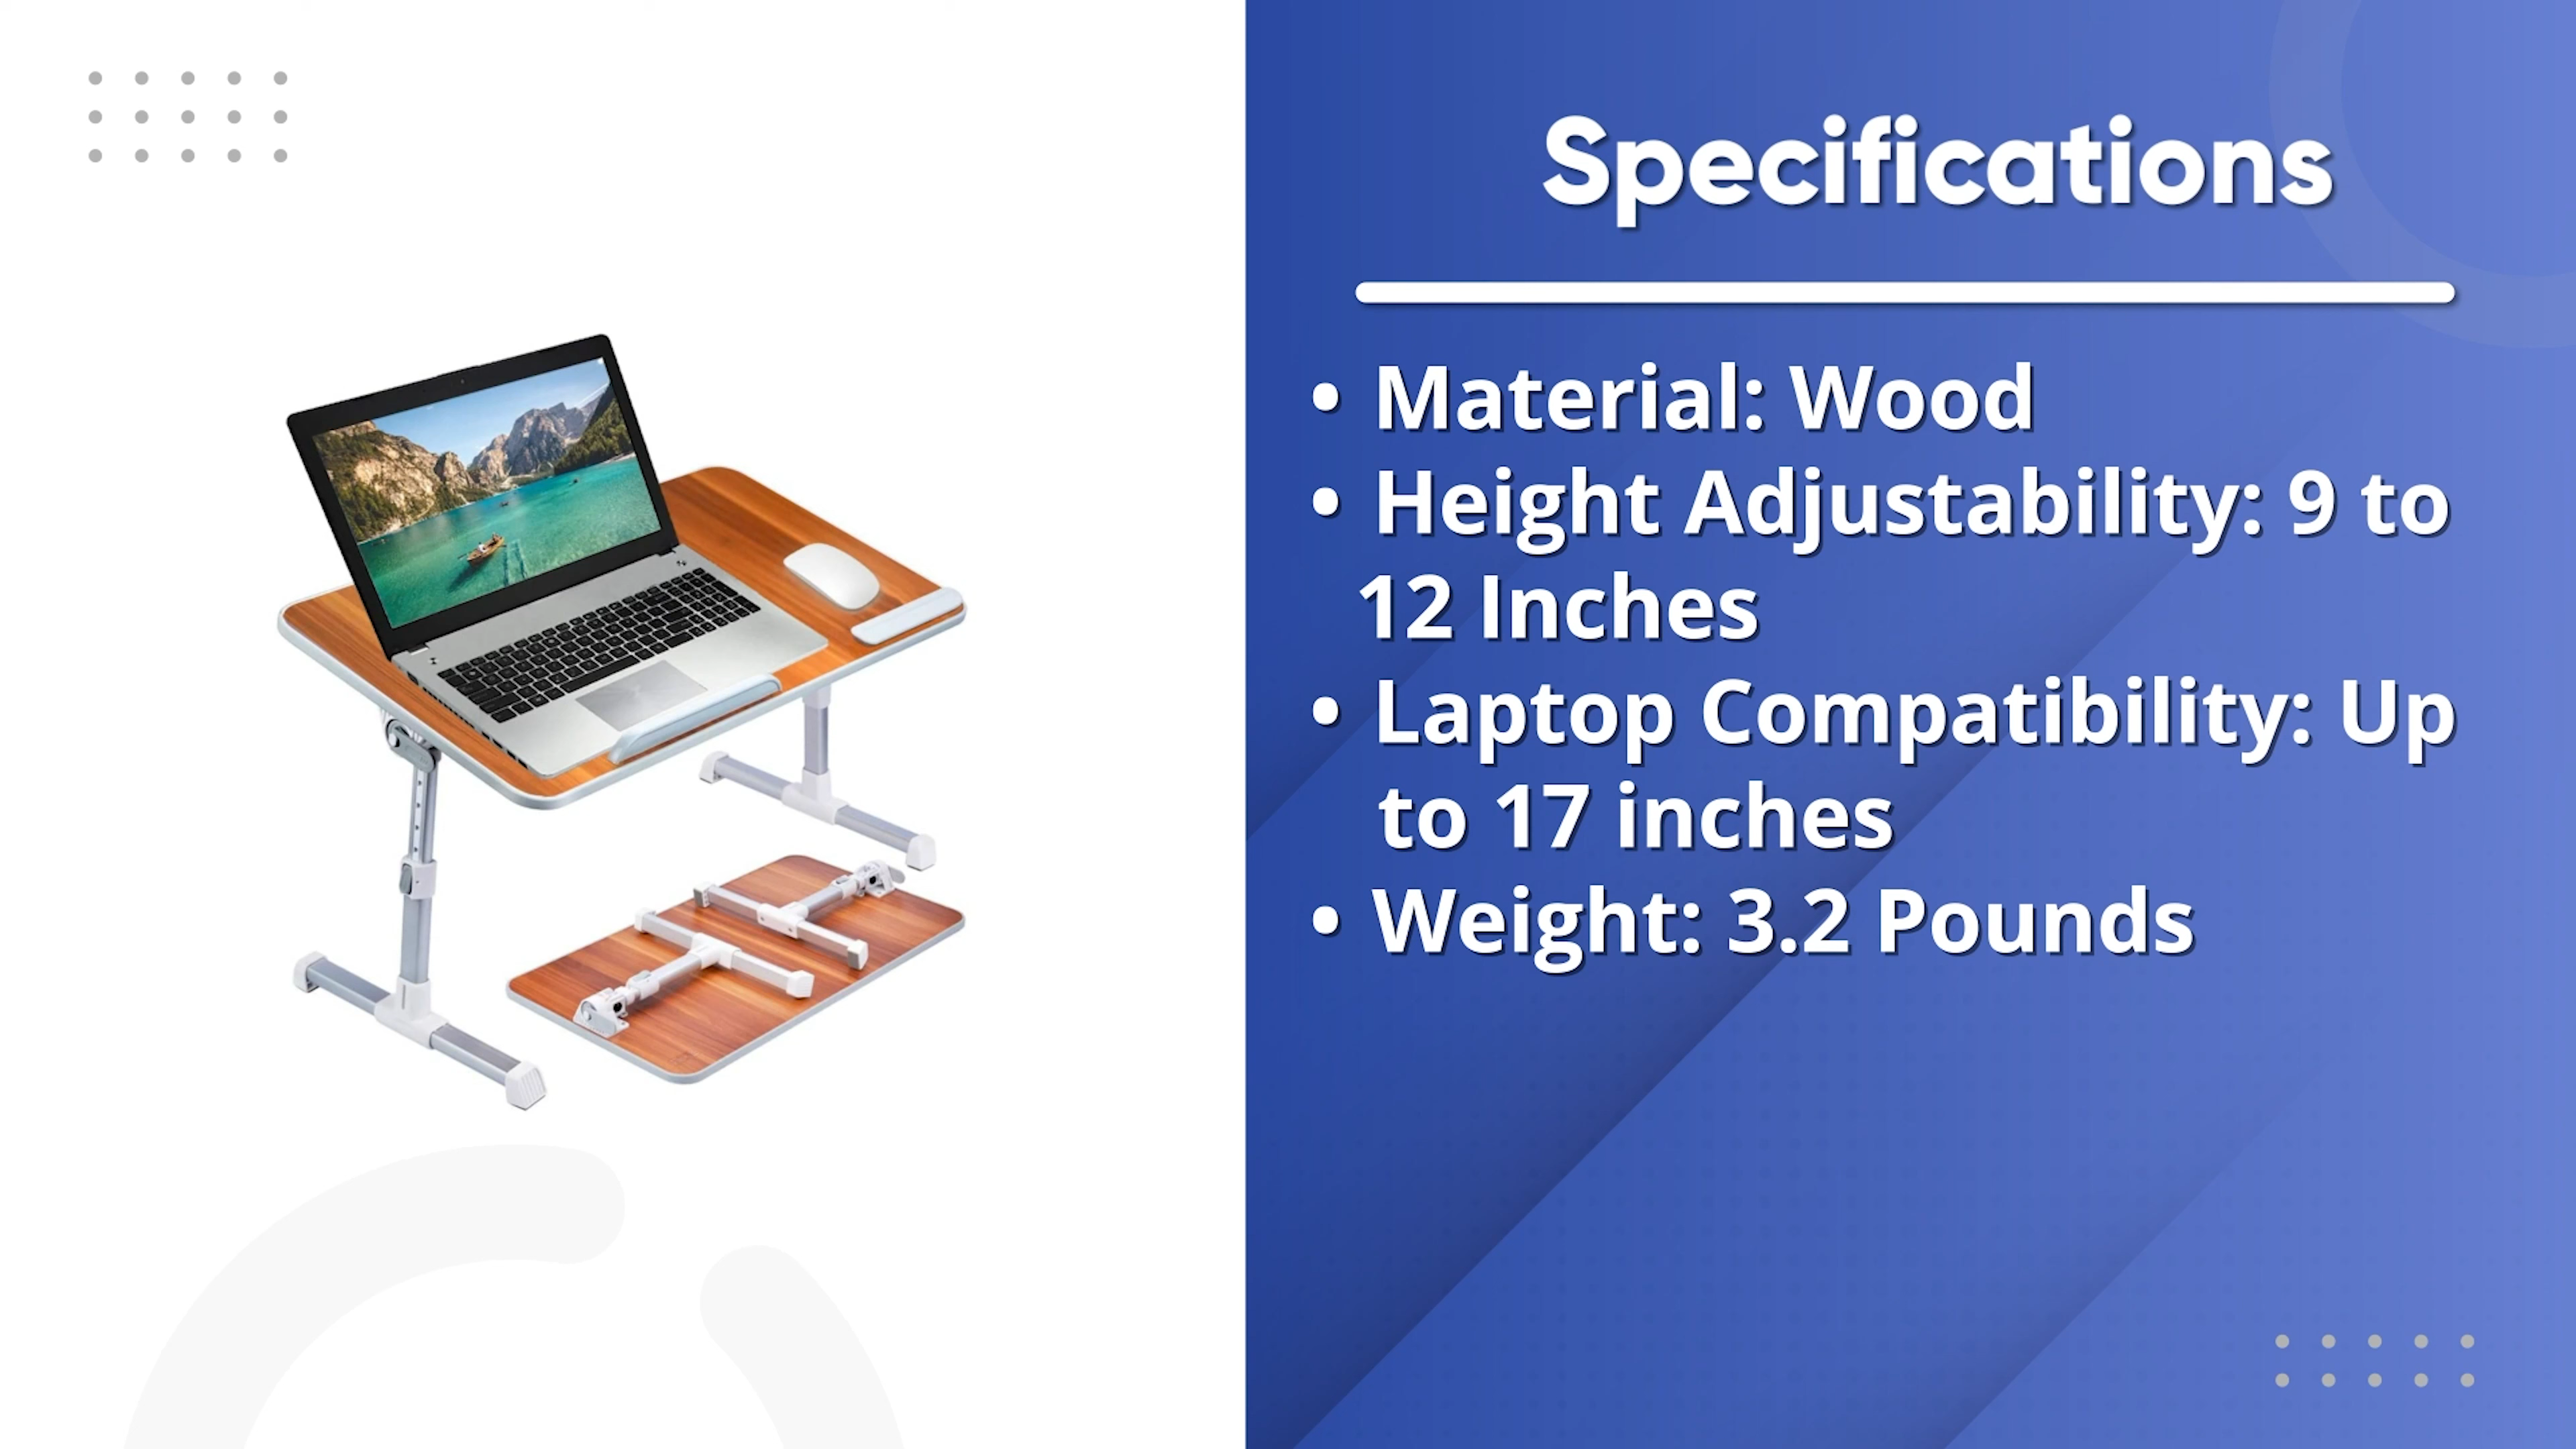 Specifications
• Material: Wood
• Height Adjustability: 9 to
12 Inches
• Laptop Compatibility: Up
to 17 inches
• Weight: 3.2 Pounds